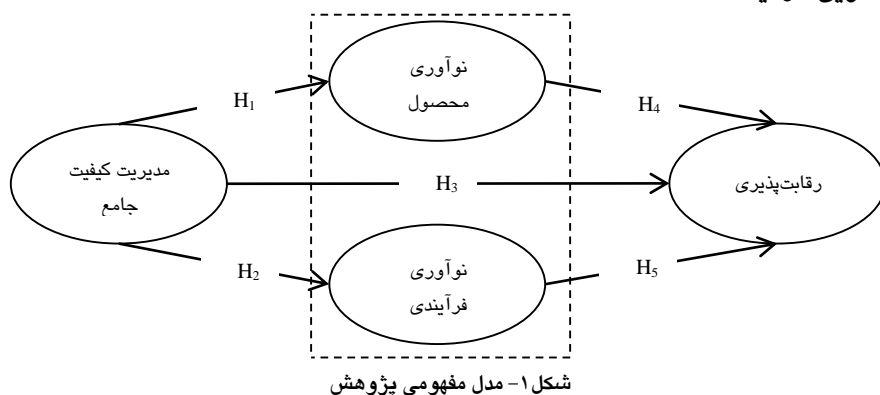 نوآوری
محصول
H₁
H₄
مدیریت کیفیت
جامع
H₃
رقابت‌پذیری
H₂
نوآوری
فرآیندی
H₅
شکل۱- مدل مفهومی پژوهش